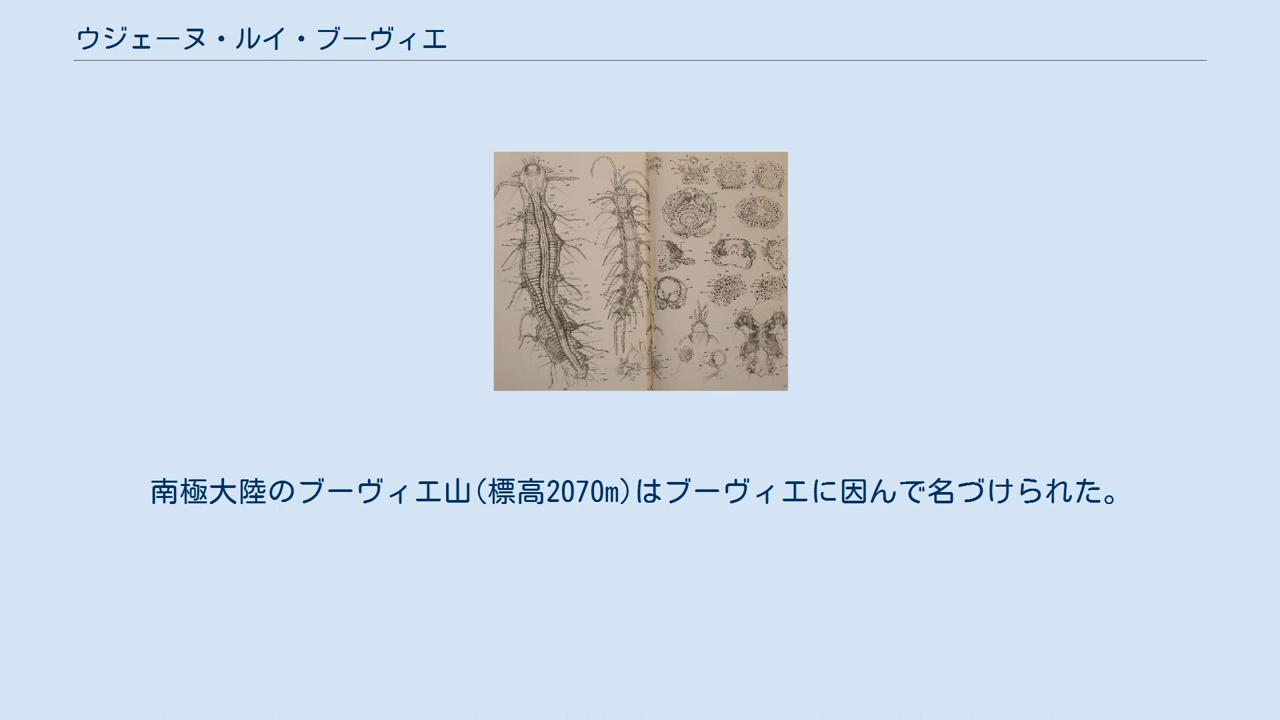 ウジェーヌ・ルイ・ブーヴィエ
南極大陸のブーヴィエ山(標高2070m)はブーヴィエに因んで名づけられた。